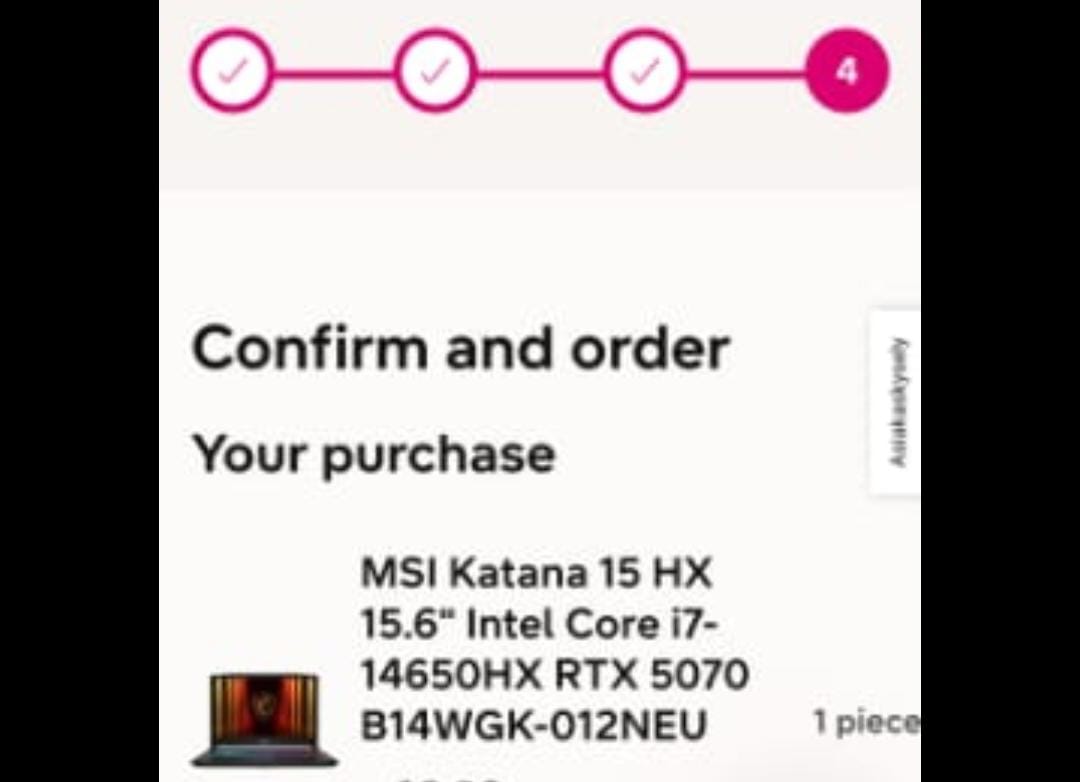 4
Confirm and order
Asiakaskysely
Your purchase
MSI Katana 15 HX
15.6" Intel Core i7-
14650HX RTX 5070
B14WGK-012NEU
1 piece